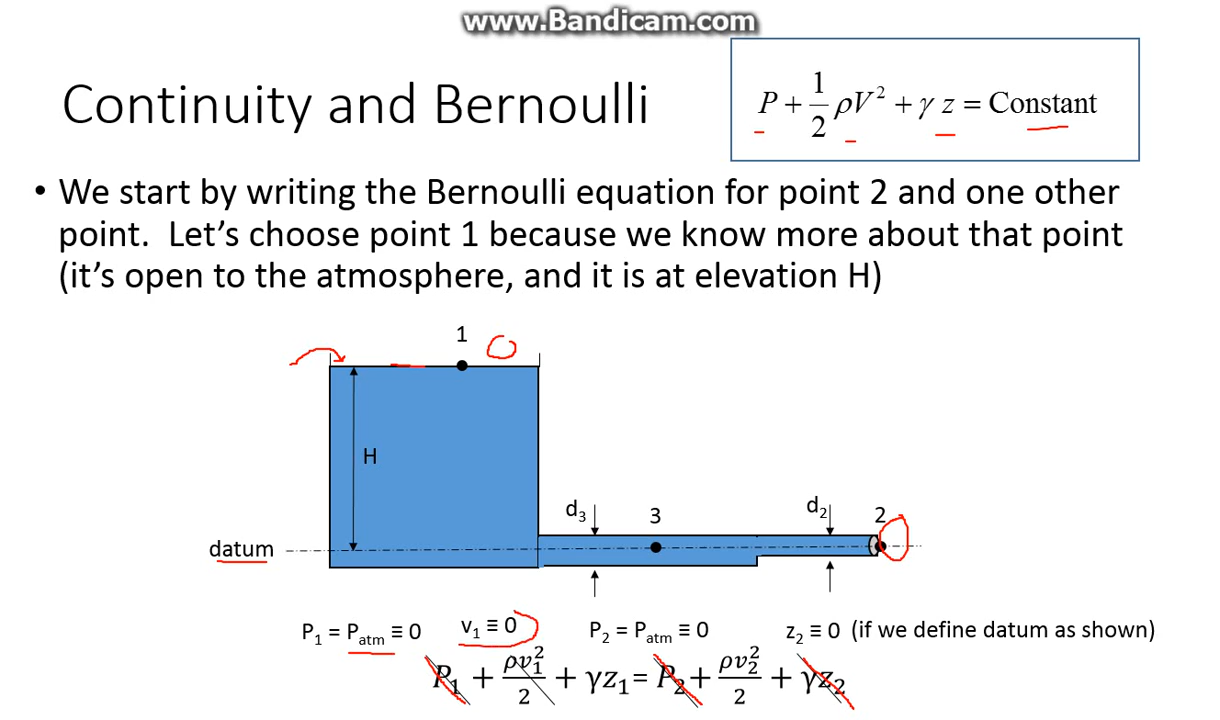 www.Bandicam.com
Continuity and Bernoulli
P + 1/2 ρV² + γ z = Constant
• We start by writing the Bernoulli equation for point 2 and one other
point.  Let's choose point 1 because we know more about that point
(it's open to the atmosphere, and it is at elevation H)
1
H
d₃
3
d₂
2
datum
P₁ = Pₐₜₘ ≡ 0
v₁ ≡ 0
P₂ = Pₐₜₘ ≡ 0
z₂ ≡ 0 (if we define datum as shown)
P₁ + ρv₁²/2 + γz₁ = P₂ + ρv₂²/2 + γz₂